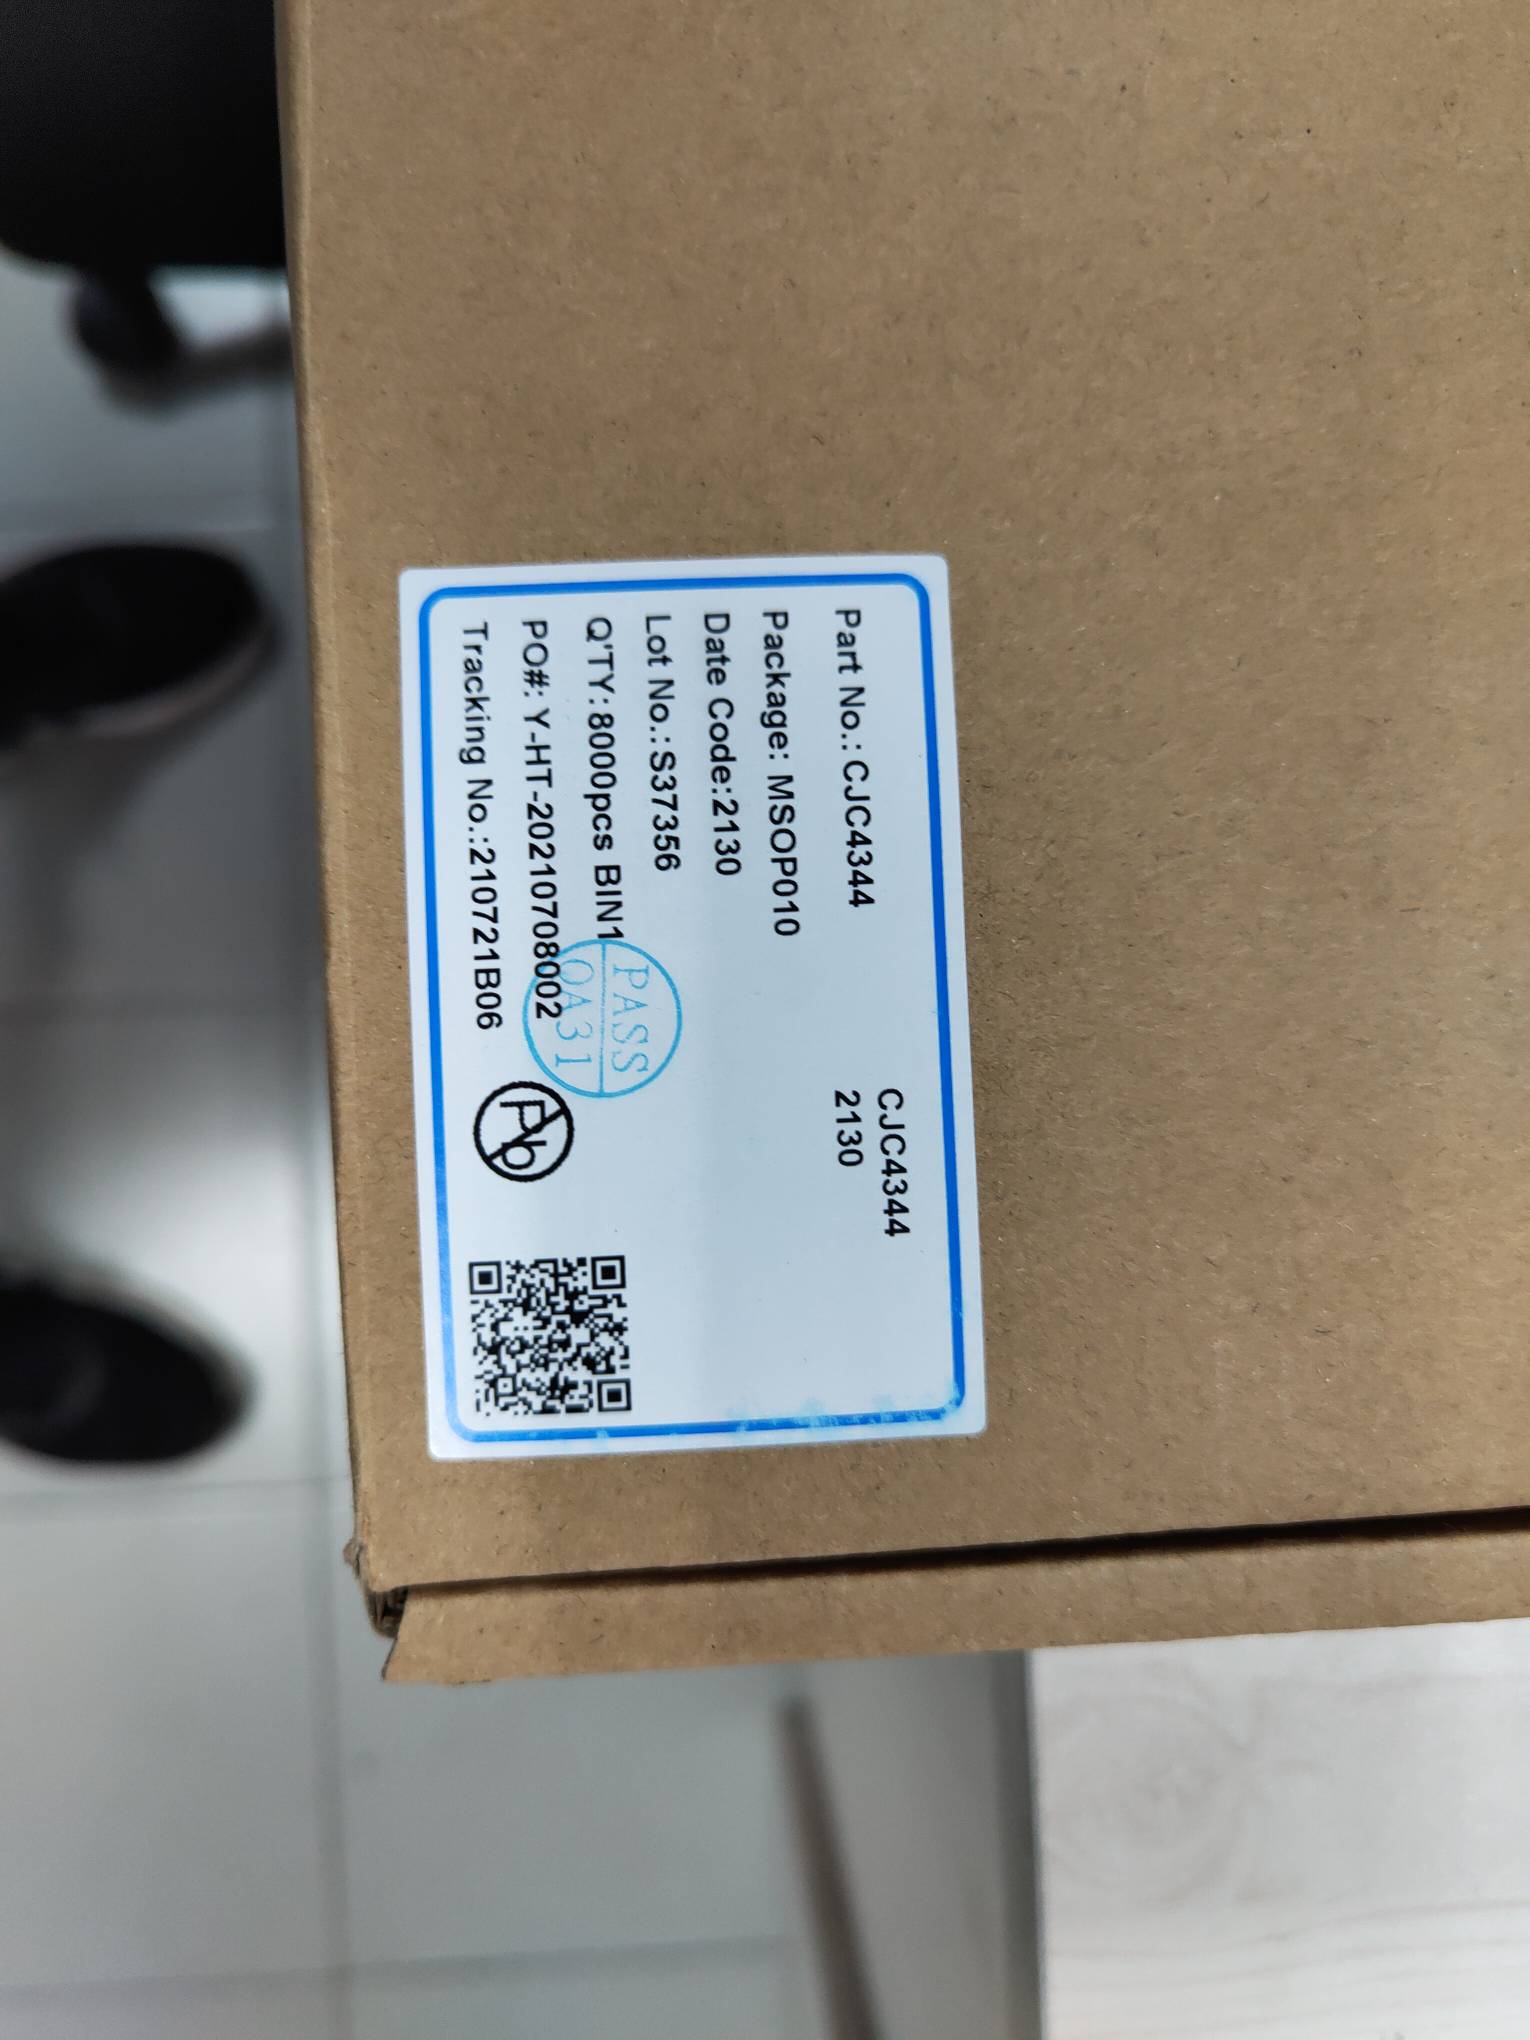 CJC4344
2130
Part No.:CJC4344
Package: MSOP010
Date Code:2130
Lot No.:S37356
Q'TY:8000pcs BIN1
PO#: Y-HT-20210708002
Tracking No.:210721B06
PASS
QA31
Pb